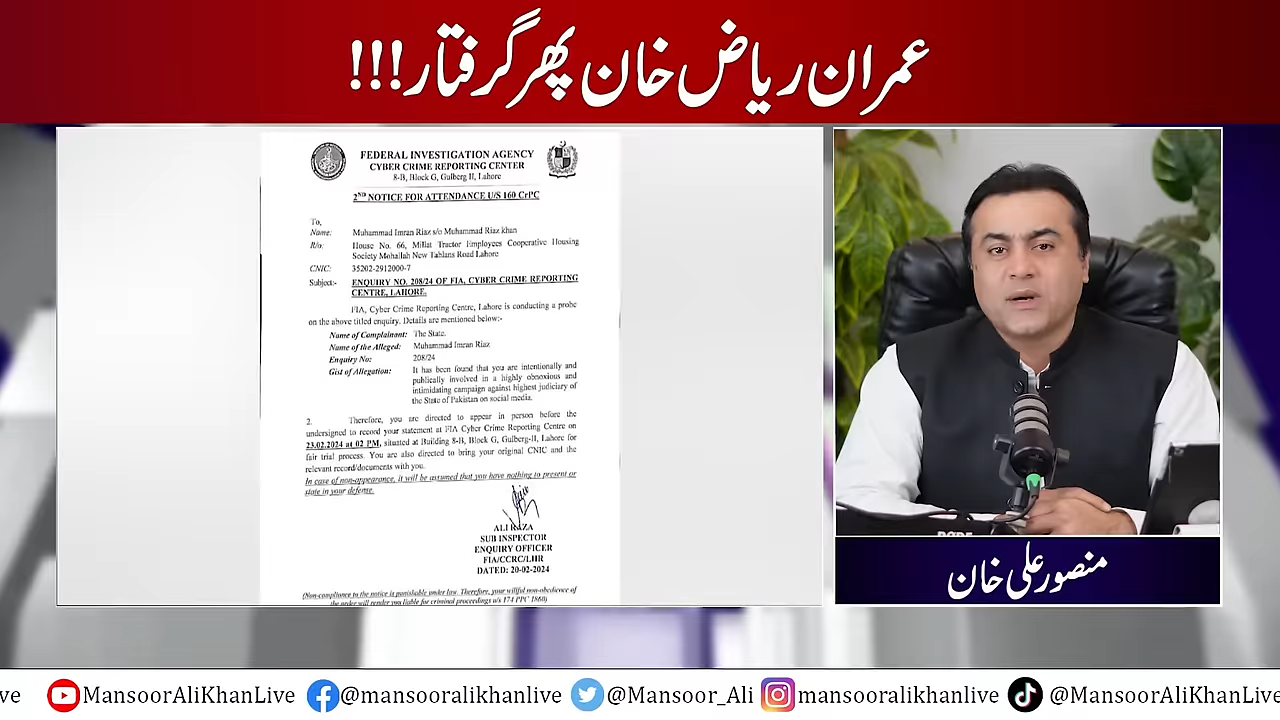 عمران ریاض خان پھر گرفتار!!!
FEDERAL INVESTIGATION AGENCY
CYBER CRIME REPORTING CENTER
8-B, Block G, Gulberg II, Lahore
2ND NOTICE FOR ATTENDANCE U/S 160 CrPC
To,
Name: Muhammad Imran Riaz s/o Muhammad Riaz khan
R/o: House No. 66, Millat Tractor Employees Cooperative Housing
Society Mohallah New Tablans Road Lahore
CNIC: 35202-2912000-7
Subject:- ENQUIRY NO. 208/24 OF FIA, CYBER CRIME REPORTING
CENTRE, LAHORE.
FIA, Cyber Crime Reporting Centre, Lahore is conducting a probe
on the above titled enquiry. Details are mentioned below:-
Name of Complainant: The State.
Name of the Alleged: Muhammad Imran Riaz
Enquiry No: 208/24
Gist of Allegation: It has been found that you are intentionally and
publically involved in a highly obnoxious and
intimidating campaign against highest judiciary of
the State of Pakistan on social media.
2. Therefore, you are directed to appear in person before the
undersigned to record your statement at FIA Cyber Crime Reporting Centre on
23.02.2024 at 02 PM, situated at Building 8-B, Block G, Gulberg-II, Lahore for
fair trial process. You are also directed to bring your original CNIC and the
relevant record/documents with you.
In case of non-appearance, it will be assumed that you have nothing to present or
state in your defense.
ALI RAZA
SUB INSPECTOR
ENQUIRY OFFICER
FIA/CCRC/LHR
DATED: 20-02-2024
(Non-compliance to the notice is punishable under law. Therefore, your willful non-obedience of
the order will render you liable for criminal proceedings u/s 174 PPC 1860)
منصور علی خان
ve MansoorAliKhanLive @mansooralikhanlive @Mansoor_Ali mansooralikhanlive @MansoorAliKhanLive